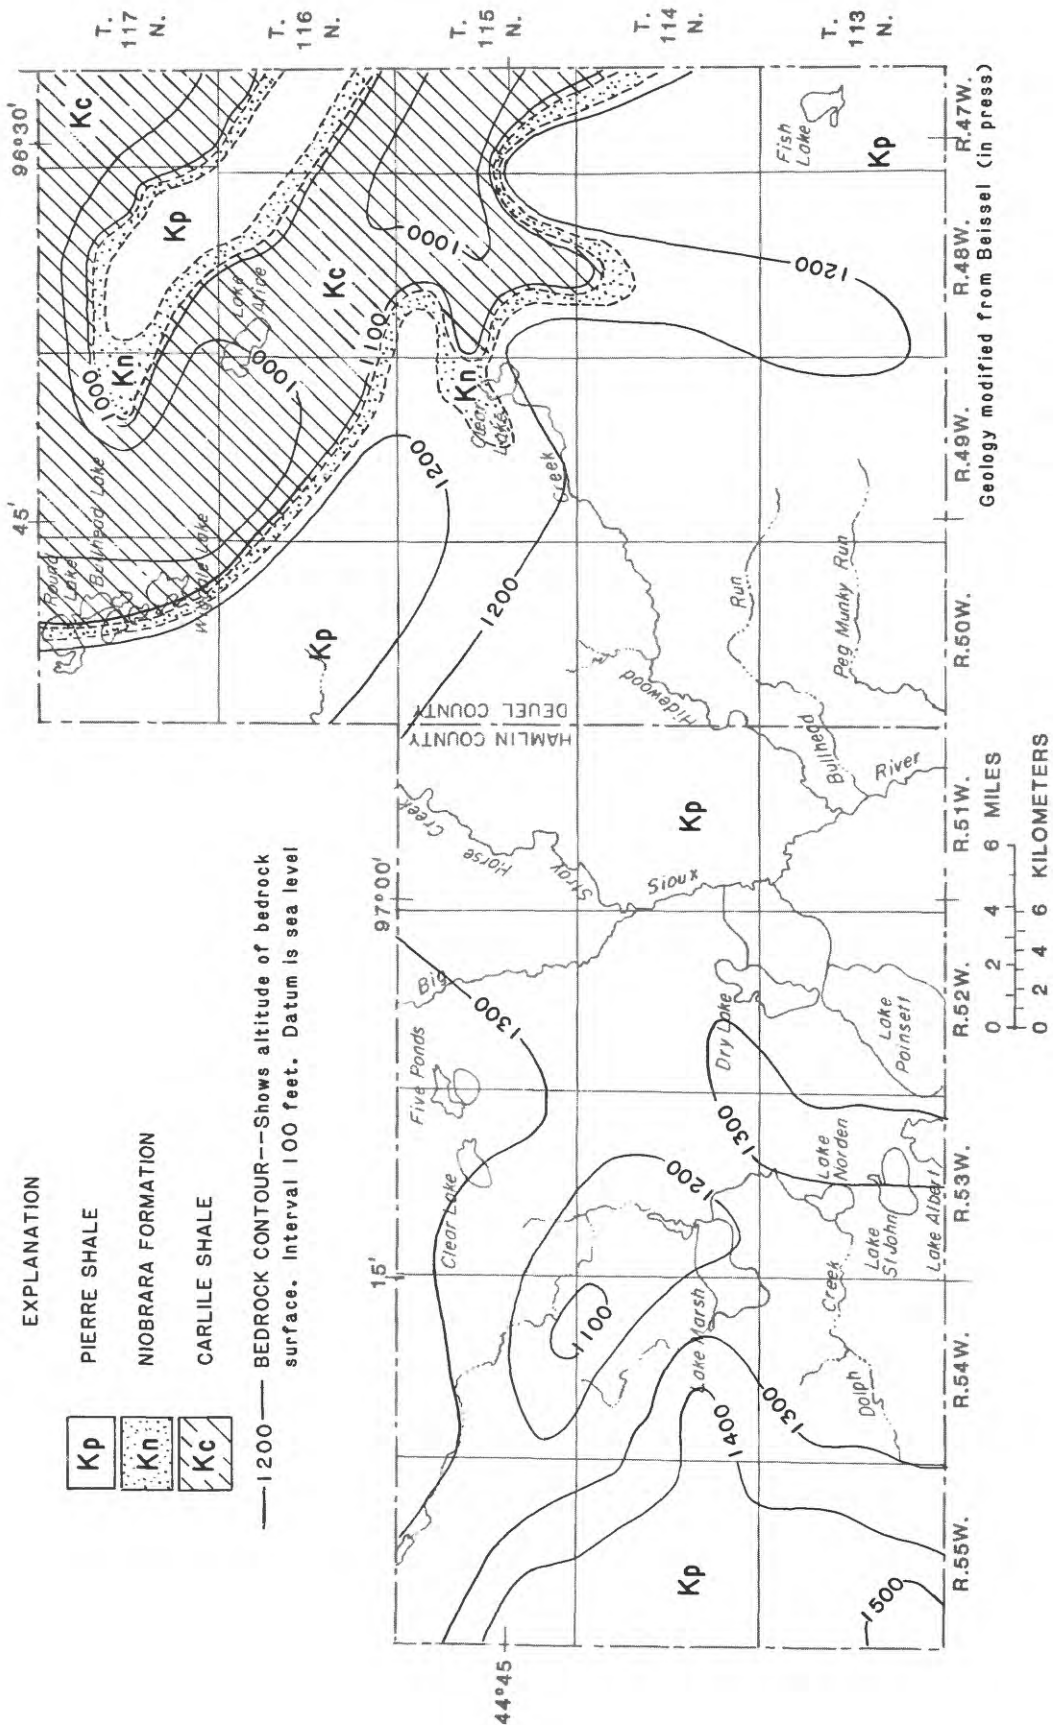 EXPLANATION
Kp PIERRE SHALE
Kn NIOBRARA FORMATION
Kc CARLILE SHALE
—1200— BEDROCK CONTOUR--Shows altitude of bedrock
surface. Interval 100 feet. Datum is sea level
97°00'
45'
96°30'
T.
117
N.
T.
116
N.
T.
115
N.
T.
114
N.
T.
113
N.
Round
Lake
Bullhead Lake
Wigdale Lake
1000
Kn
Kp
Kc
Lake
Alice
1000
Kc
1100
1000
Kp
1200
Kn
Clear
Lake
Creek
1200
1200
HAMLIN COUNTY
DEUEL COUNTY
Hidewood
Run
Bullhead
Peg Munky Run
Fish
Lake
Kp
15'
44°45'
Five Ponds
Clear Lake
1300
Big
Sioux
River
Stray
Horse
Creek
Kp
1200
1100
Lake Marsh
1300
Dry Lake
Lake
Poinsett
Lake
Norden
Lake
St John
Lake Albert
Dolph
Creek
1300
1400
Kp
1500
R.55W.
R.54W.
R.53W.
R.52W.
R.51W.
R.50W.
R.49W.
R.48W.
R.47W.
0 2 4 6 MILES
0 2 4 6 KILOMETERS
Geology modified from Beissel (in press)